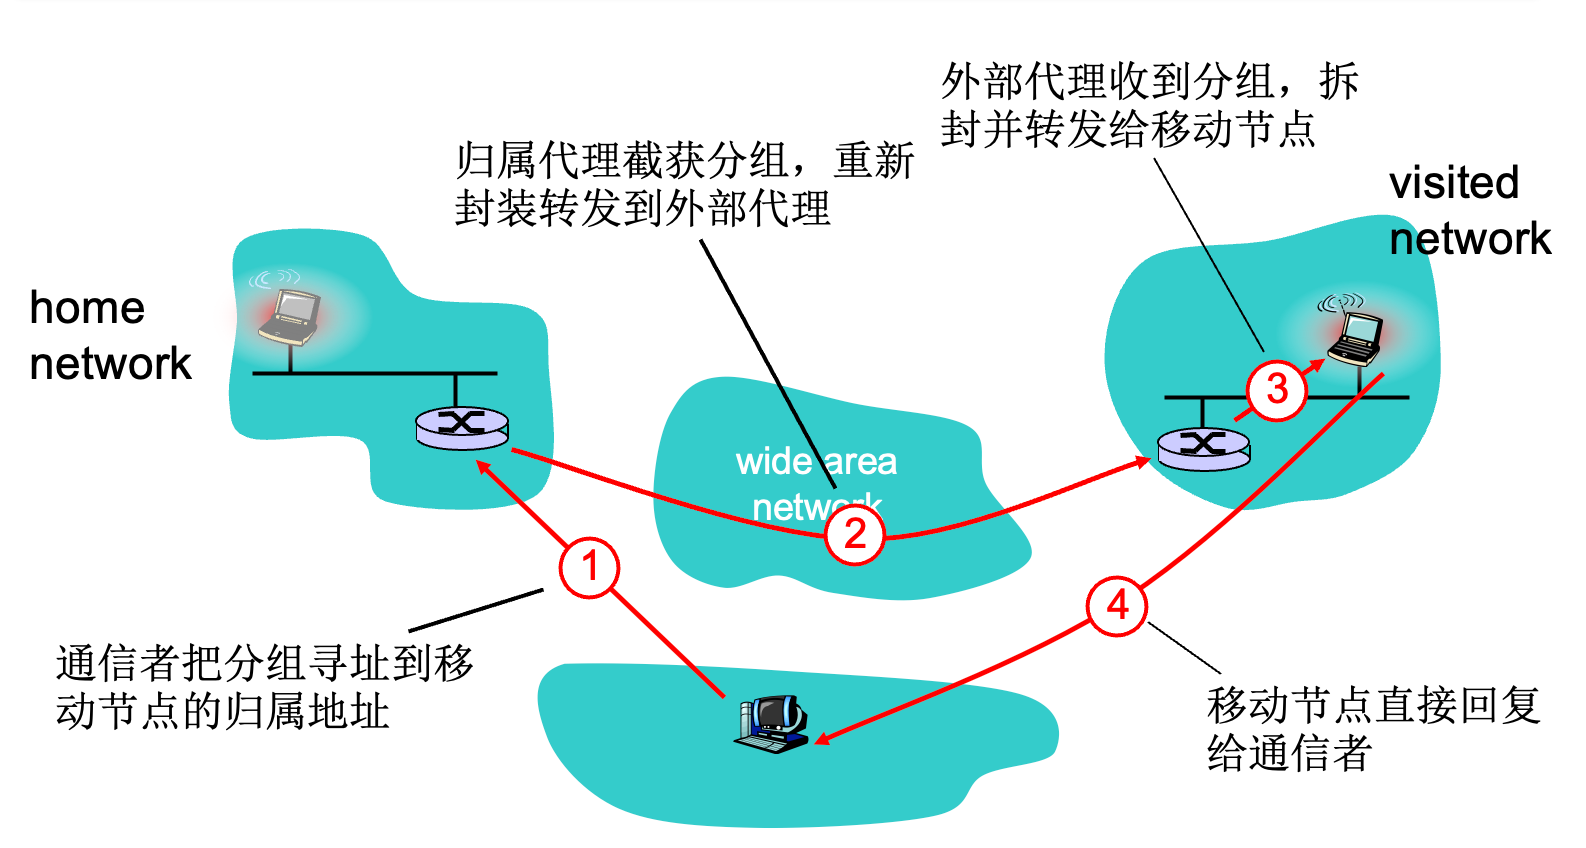 外部代理收到分组，拆
封并转发给移动节点
归属代理截获分组，重新
封装转发到外部代理
visited
network
home
network
wide area
network
3
2
1
4
通信者把分组寻址到移
动节点的归属地址
移动节点直接回复
给通信者